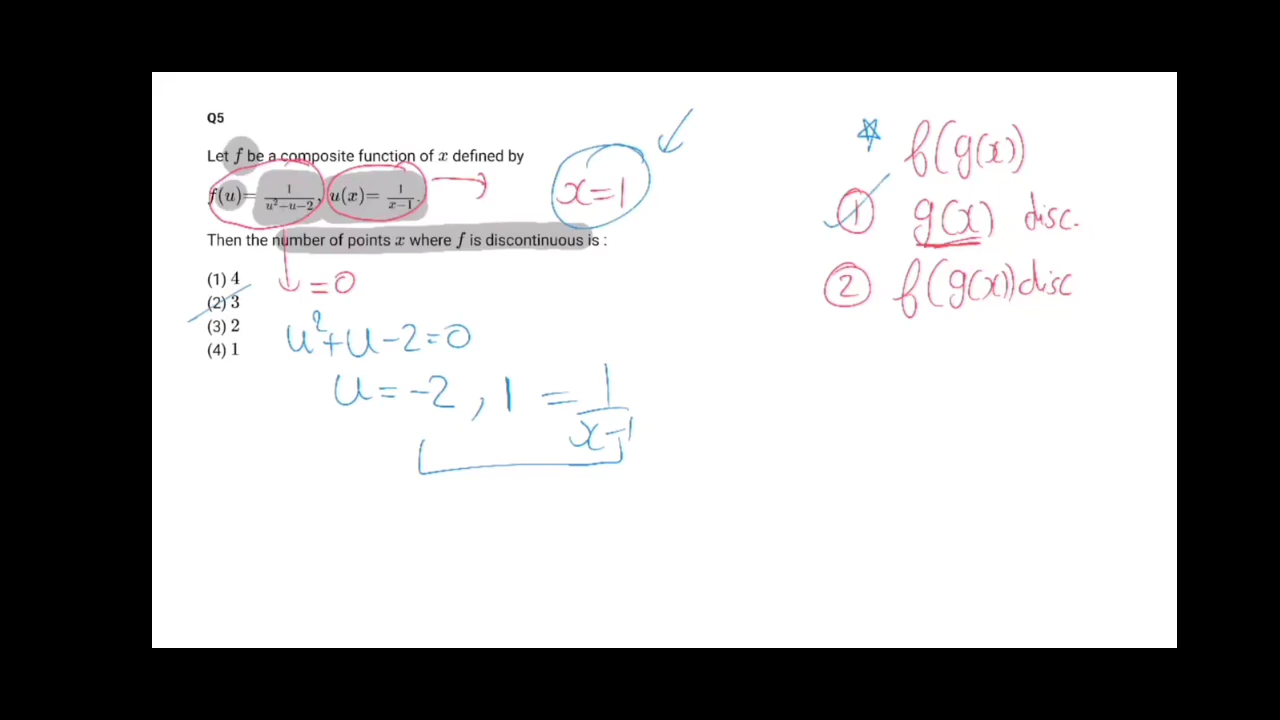 Q5
Let f be a composite function of x defined by
f(u)= 1/(u²+u−2), u(x)= 1/(x−1).
Then the number of points x where f is discontinuous is :
(1) 4
(2) 3
(3) 2
(4) 1
x=1
=0
u²+u-2=0
u=-2, 1 = 1/(x-1)
☆ f(g(x))
① g(x) disc.
② f(g(x)) disc